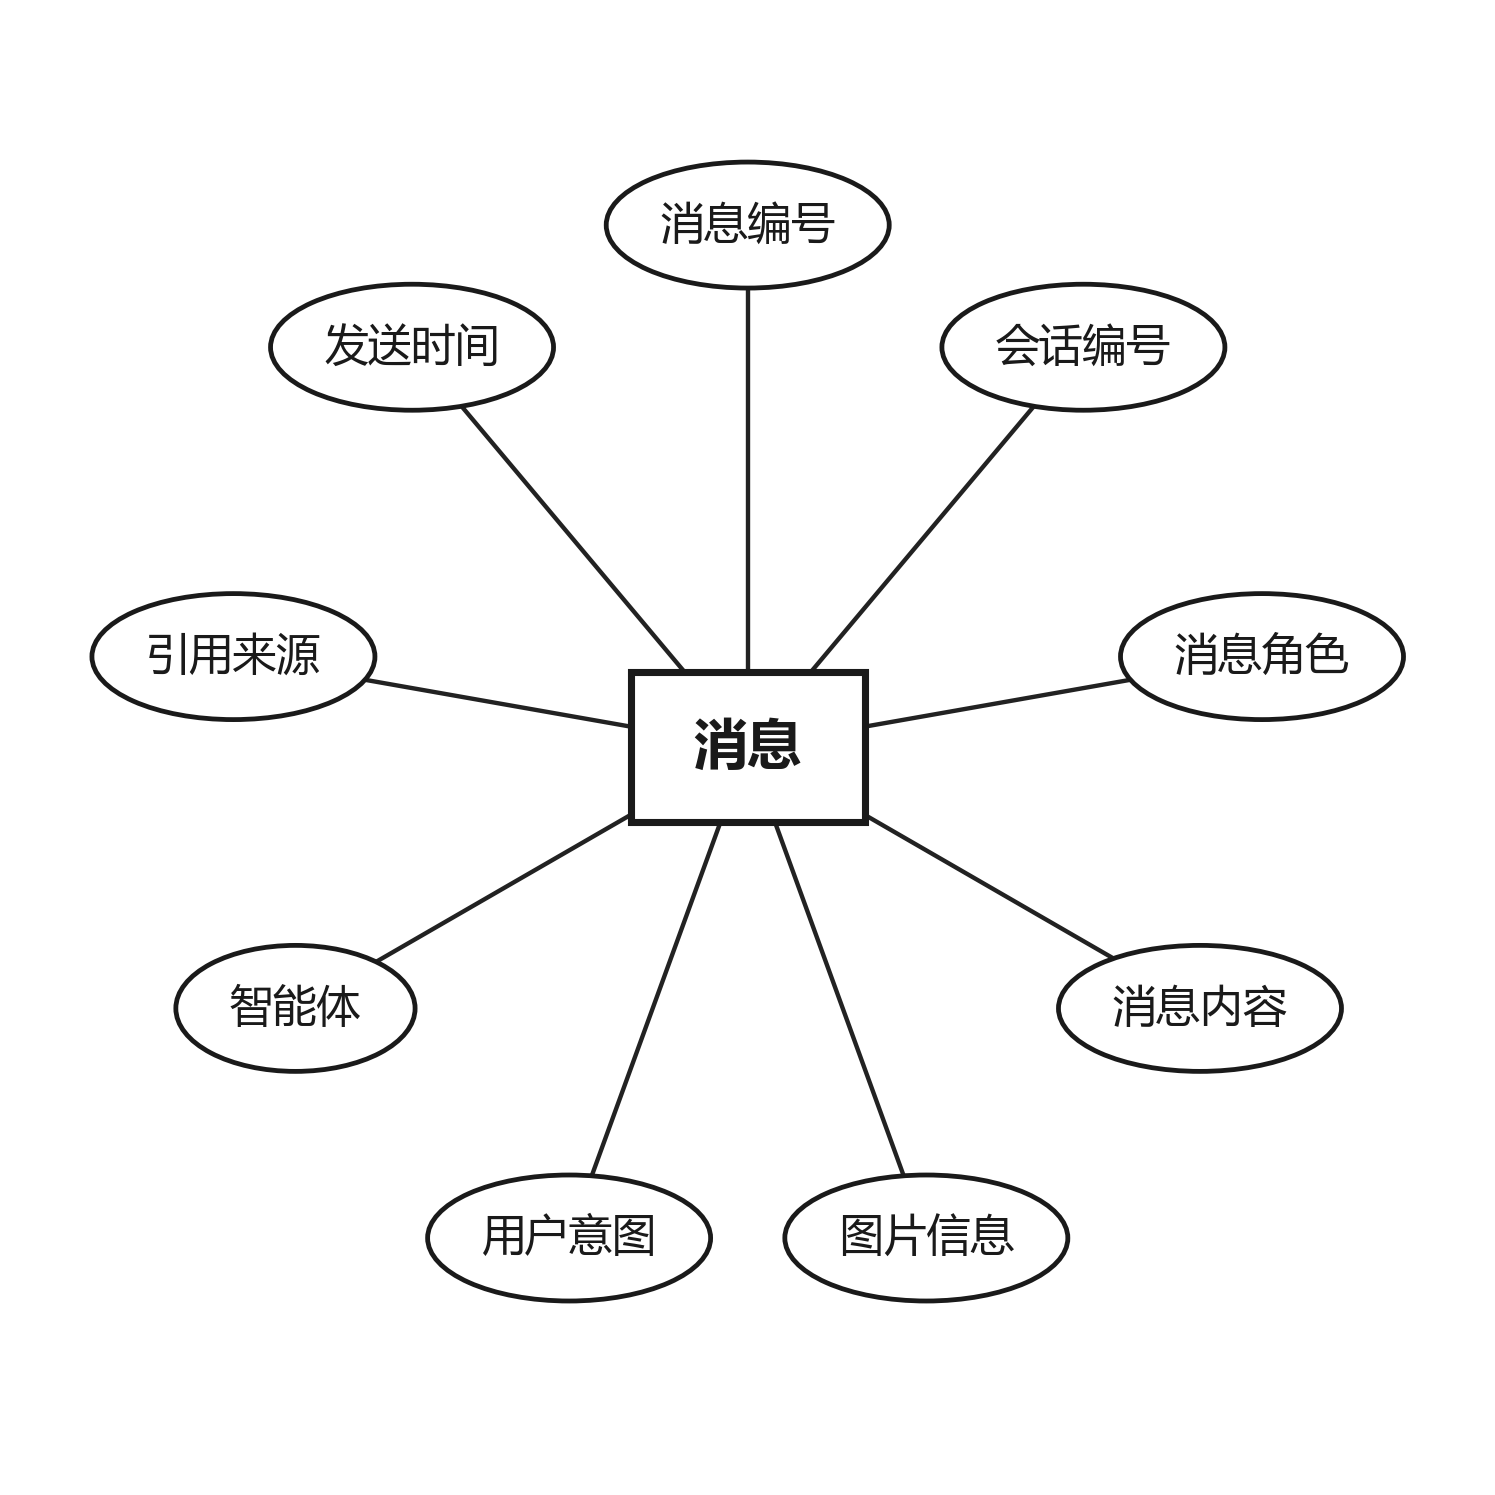 消息编号
发送时间
会话编号
引用来源
消息角色
消息
智能体
消息内容
用户意图
图片信息